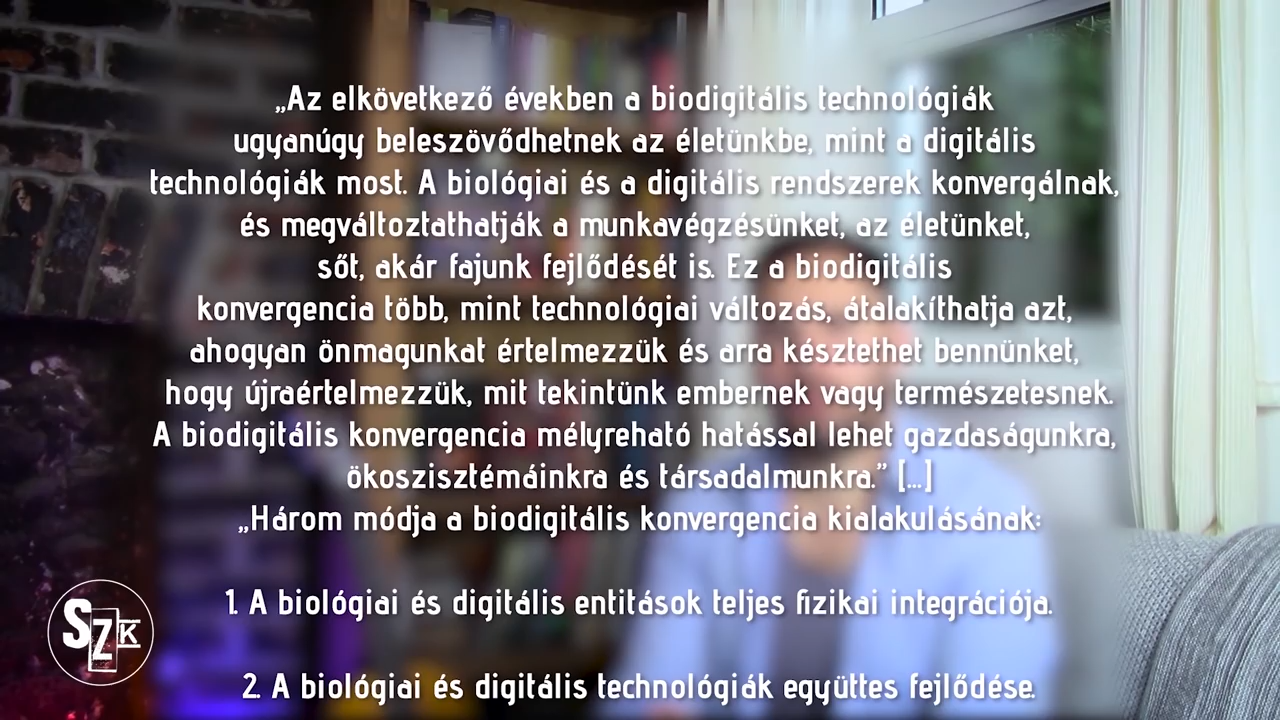 „Az elkövetkező években a biodigitális technológiák
ugyanúgy beleszövődhetnek az életünkbe, mint a digitális
technológiák most. A biológiai és a digitális rendszerek konvergálnak,
és megváltoztathatják a munkavégzésünket, az életünket,
sőt, akár fajunk fejlődését is. Ez a biodigitális
konvergencia több, mint technológiai változás, átalakíthatja azt,
ahogyan önmagunkat értelmezzük és arra késztethet bennünket,
hogy újraértelmezzük, mit tekintünk embernek vagy természetesnek.
A biodigitális konvergencia mélyreható hatással lehet gazdaságunkra,
ökoszisztémáinkra és társadalmunkra.” [...]
„Három módja a biodigitális konvergencia kialakulásának:
1. A biológiai és digitális entitások teljes fizikai integrációja.
2. A biológiai és digitális technológiák együttes fejlődése.
SZK